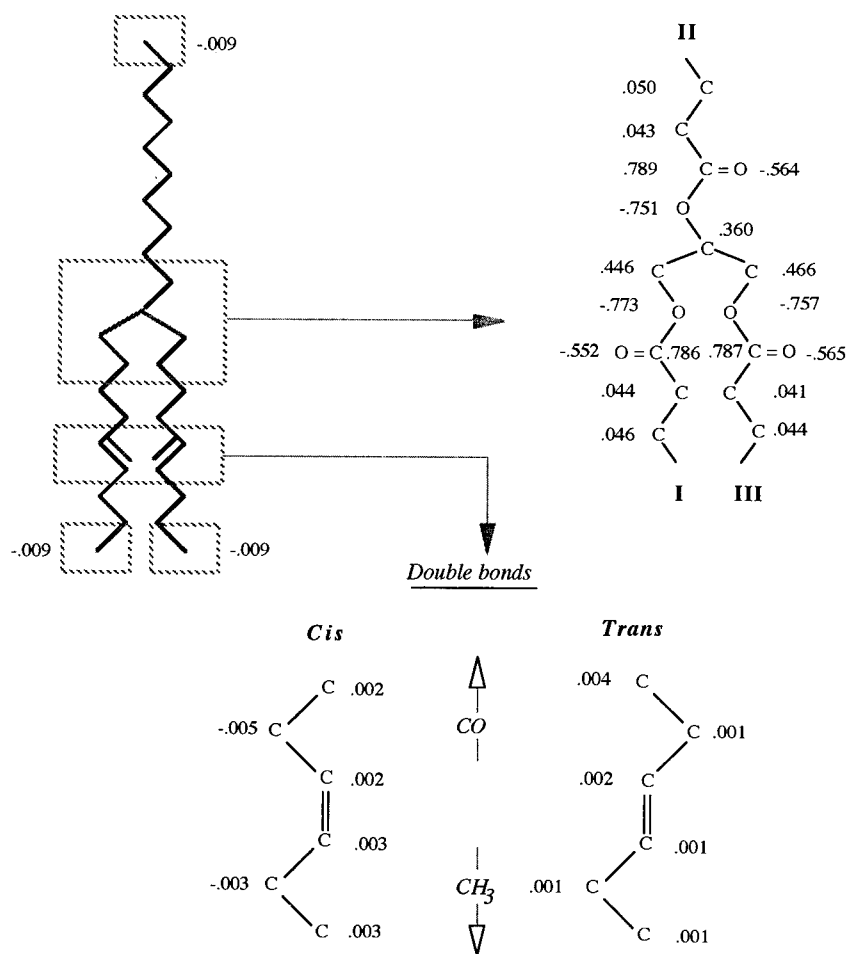 -.009
II
.050 C
.043 C
.789 C = O -.564
-.751 O
.360
C
.446 C C .466
-.773 O O -.757
-.552 O = C .786 .787 C = O -.565
.044 C C .041
.046 C C .044
I III
-.009 -.009
Double bonds
Cis Trans
C .002 .004 C
-.005 C CO C .001
C .002 .002 C
C .003 C .001
-.003 C CH3 .001 C
C .003 C .001